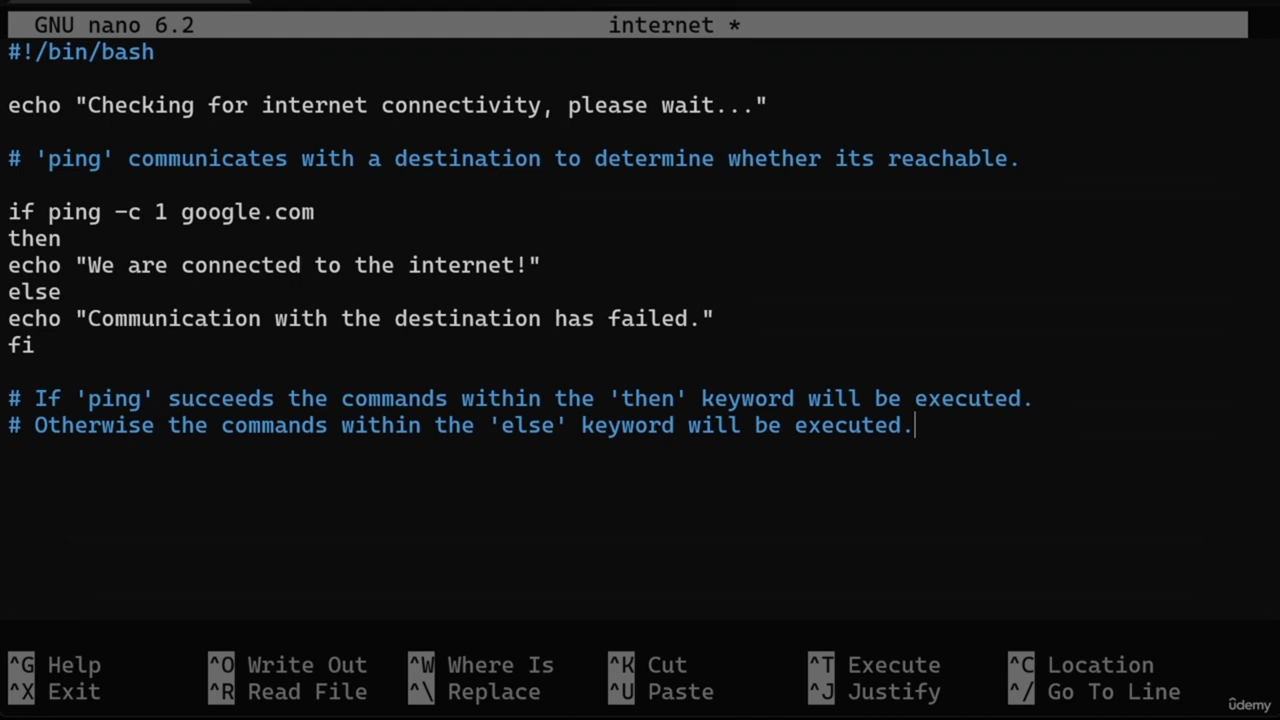 GNU nano 6.2 internet *
#!/bin/bash
echo "Checking for internet connectivity, please wait..."
# 'ping' communicates with a destination to determine whether its reachable.
if ping -c 1 google.com
then
echo "We are connected to the internet!"
else
echo "Communication with the destination has failed."
fi
# If 'ping' succeeds the commands within the 'then' keyword will be executed.
# Otherwise the commands within the 'else' keyword will be executed.
^G Help ^O Write Out ^W Where Is ^K Cut ^T Execute ^C Location
^X Exit ^R Read File ^\ Replace ^U Paste ^J Justify ^/ Go To Line
ûdemy